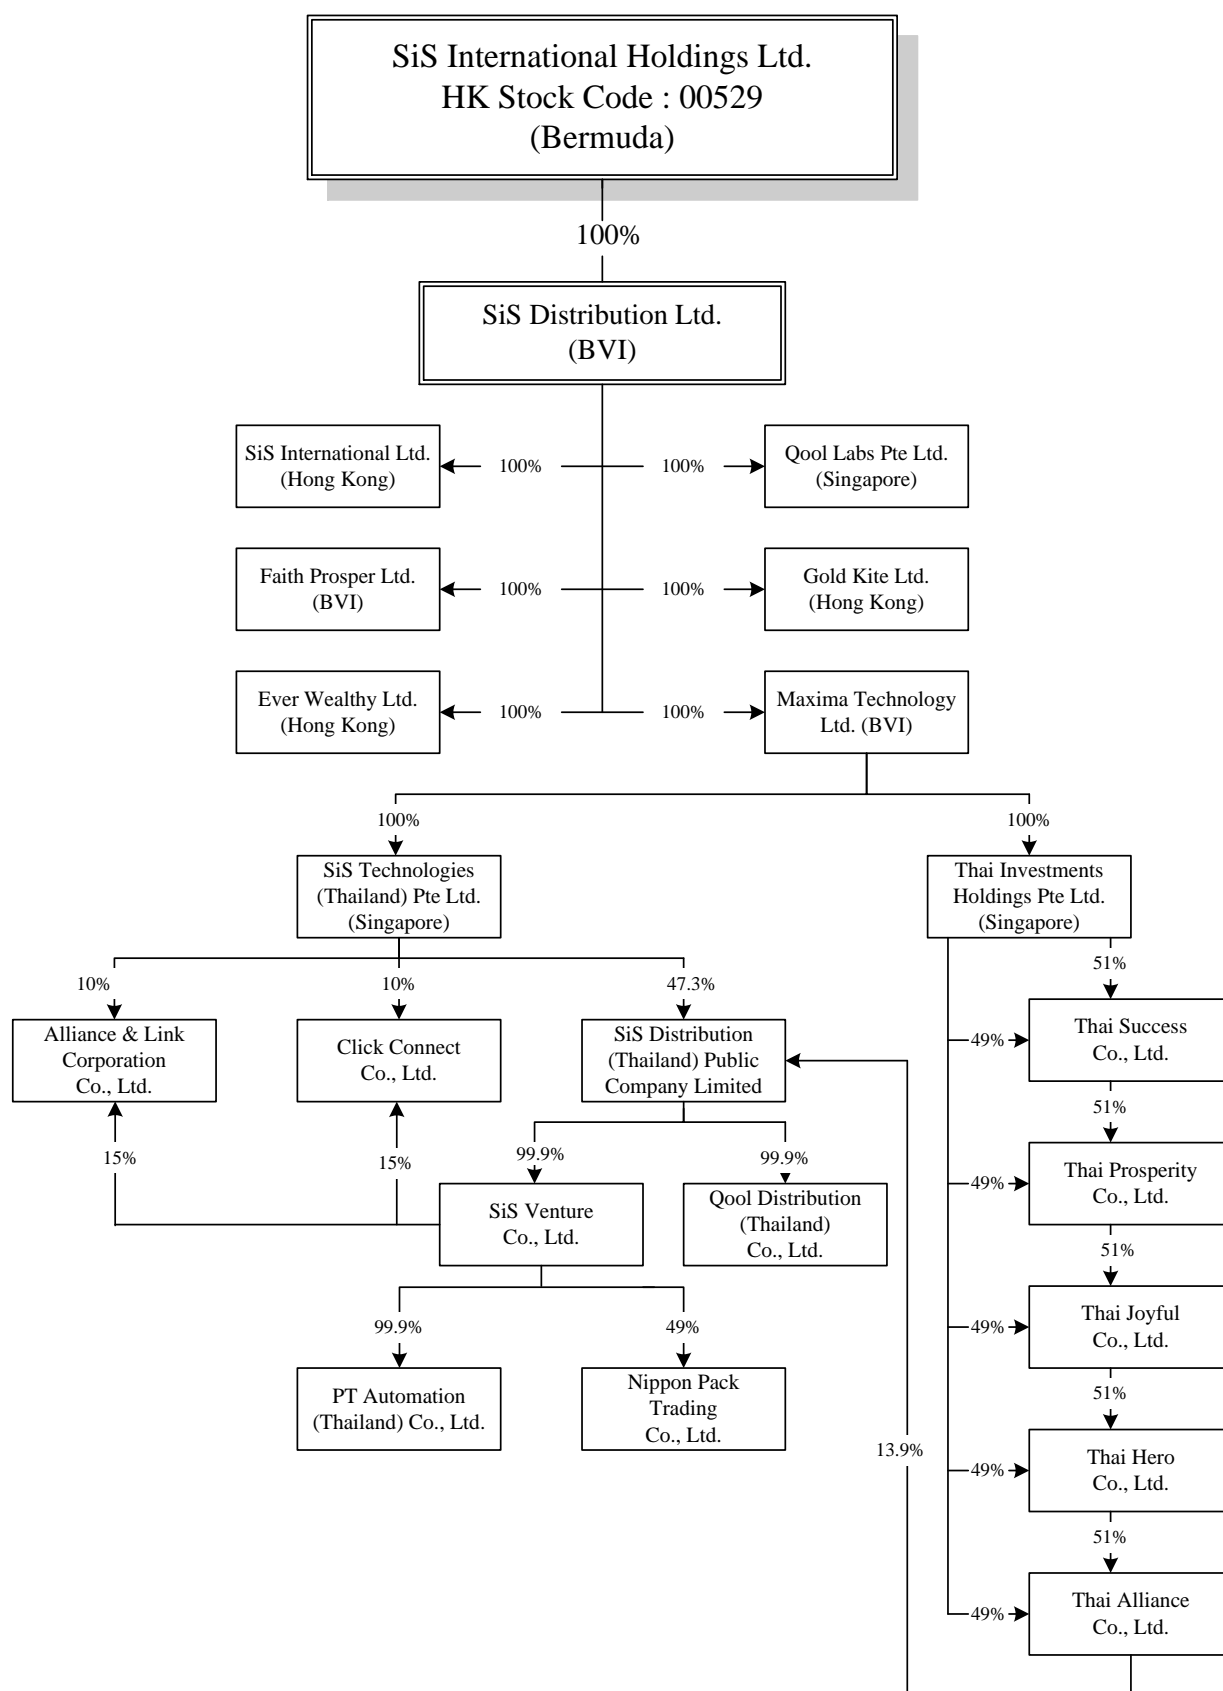 SiS International Holdings Ltd.
HK Stock Code : 00529
(Bermuda)
100%
SiS Distribution Ltd.
(BVI)
SiS International Ltd.
(Hong Kong)
100%
100%
Qool Labs Pte Ltd.
(Singapore)
Faith Prosper Ltd.
(BVI)
100%
100%
Gold Kite Ltd.
(Hong Kong)
Ever Wealthy Ltd.
(Hong Kong)
100%
100%
Maxima Technology
Ltd. (BVI)
100%
100%
SiS Technologies
(Thailand) Pte Ltd.
(Singapore)
Thai Investments
Holdings Pte Ltd.
(Singapore)
10%
10%
47.3%
51%
Alliance & Link
Corporation
Co., Ltd.
Click Connect
Co., Ltd.
SiS Distribution
(Thailand) Public
Company Limited
49%
Thai Success
Co., Ltd.
51%
15%
15%
99.9%
99.9%
SiS Venture
Co., Ltd.
Qool Distribution
(Thailand)
Co., Ltd.
49%
Thai Prosperity
Co., Ltd.
51%
99.9%
49%
49%
Thai Joyful
Co., Ltd.
PT Automation
(Thailand) Co., Ltd.
Nippon Pack
Trading
Co., Ltd.
51%
13.9%
49%
Thai Hero
Co., Ltd.
51%
49%
Thai Alliance
Co., Ltd.